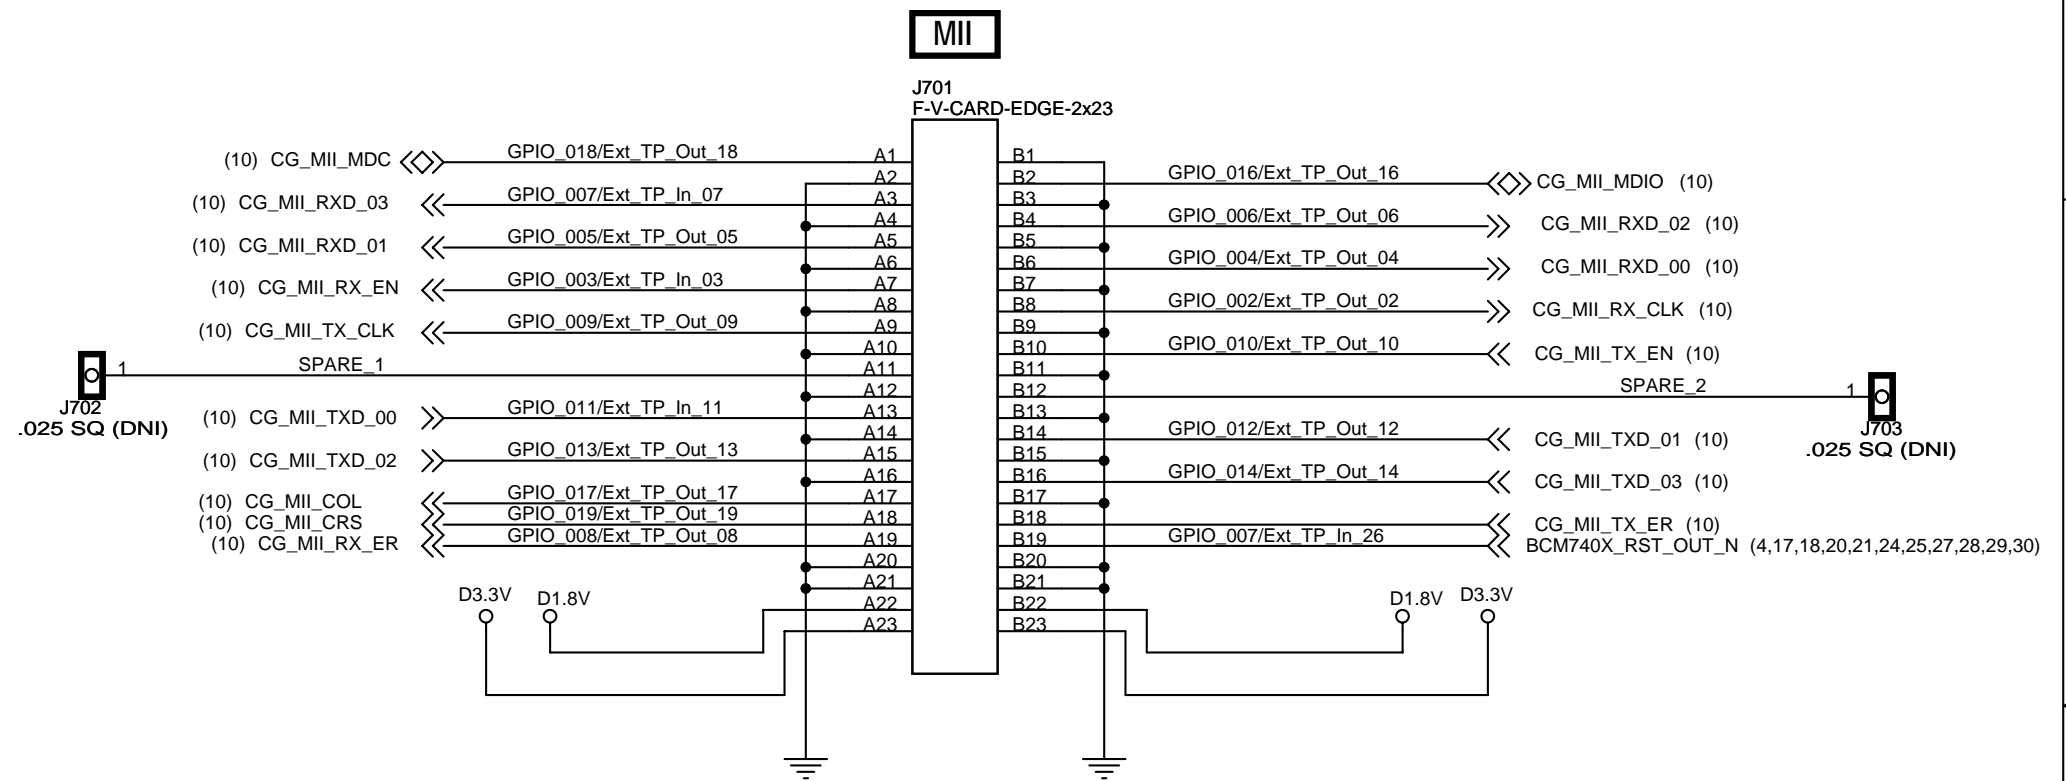 MII
J701
F-V-CARD-EDGE-2x23
(10) CG_MII_MDC GPIO_018/Ext_TP_Out_18 A1 B1
A2 B2 GPIO_016/Ext_TP_Out_16 CG_MII_MDIO (10)
(10) CG_MII_RXD_03 GPIO_007/Ext_TP_In_07 A3 B3
A4 B4 GPIO_006/Ext_TP_Out_06 CG_MII_RXD_02 (10)
(10) CG_MII_RXD_01 GPIO_005/Ext_TP_Out_05 A5 B5
A6 B6 GPIO_004/Ext_TP_Out_04 CG_MII_RXD_00 (10)
(10) CG_MII_RX_EN GPIO_003/Ext_TP_In_03 A7 B7
A8 B8 GPIO_002/Ext_TP_Out_02 CG_MII_RX_CLK (10)
(10) CG_MII_TX_CLK GPIO_009/Ext_TP_Out_09 A9 B9
A10 B10 GPIO_010/Ext_TP_Out_10 CG_MII_TX_EN (10)
1 SPARE_1 A11 B11
A12 B12 SPARE_2 1
J702
.025 SQ (DNI)
(10) CG_MII_TXD_00 GPIO_011/Ext_TP_In_11 A13 B13
A14 B14 GPIO_012/Ext_TP_Out_12 CG_MII_TXD_01 (10)
J703
.025 SQ (DNI)
(10) CG_MII_TXD_02 GPIO_013/Ext_TP_Out_13 A15 B15
A16 B16 GPIO_014/Ext_TP_Out_14 CG_MII_TXD_03 (10)
(10) CG_MII_COL GPIO_017/Ext_TP_Out_17 A17 B17
(10) CG_MII_CRS GPIO_019/Ext_TP_Out_19 A18 B18 CG_MII_TX_ER (10)
(10) CG_MII_RX_ER GPIO_008/Ext_TP_Out_08 A19 B19 GPIO_007/Ext_TP_In_26 BCM740X_RST_OUT_N (4,17,18,20,21,24,25,27,28,29,30)
A20 B20
A21 B21
D3.3V D1.8V A22 B22 D1.8V D3.3V
A23 B23